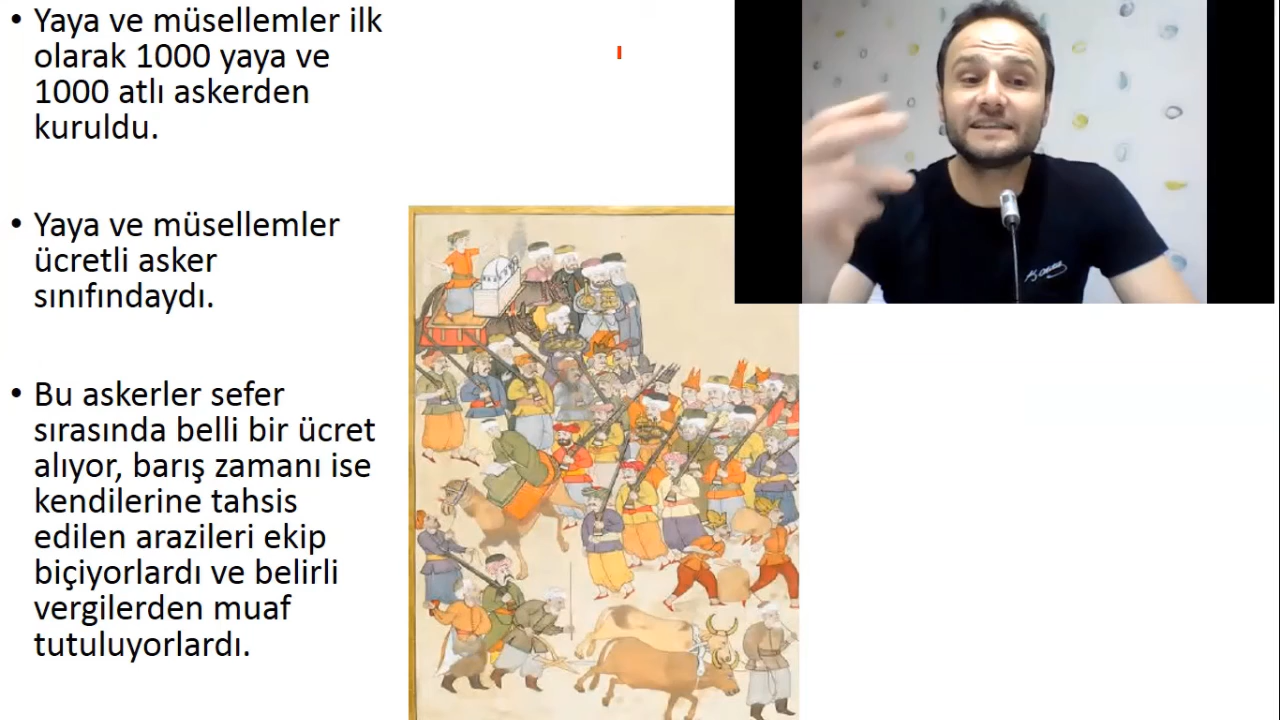 • Yaya ve müsellemler ilk
olarak 1000 yaya ve
1000 atlı askerden
kuruldu.
• Yaya ve müsellemler
ücretli asker
sınıfındaydı.
• Bu askerler sefer
sırasında belli bir ücret
alıyor, barış zamanı ise
kendilerine tahsis
edilen arazileri ekip
biçiyorlardı ve belirli
vergilerden muaf
tutuluyorlardı.